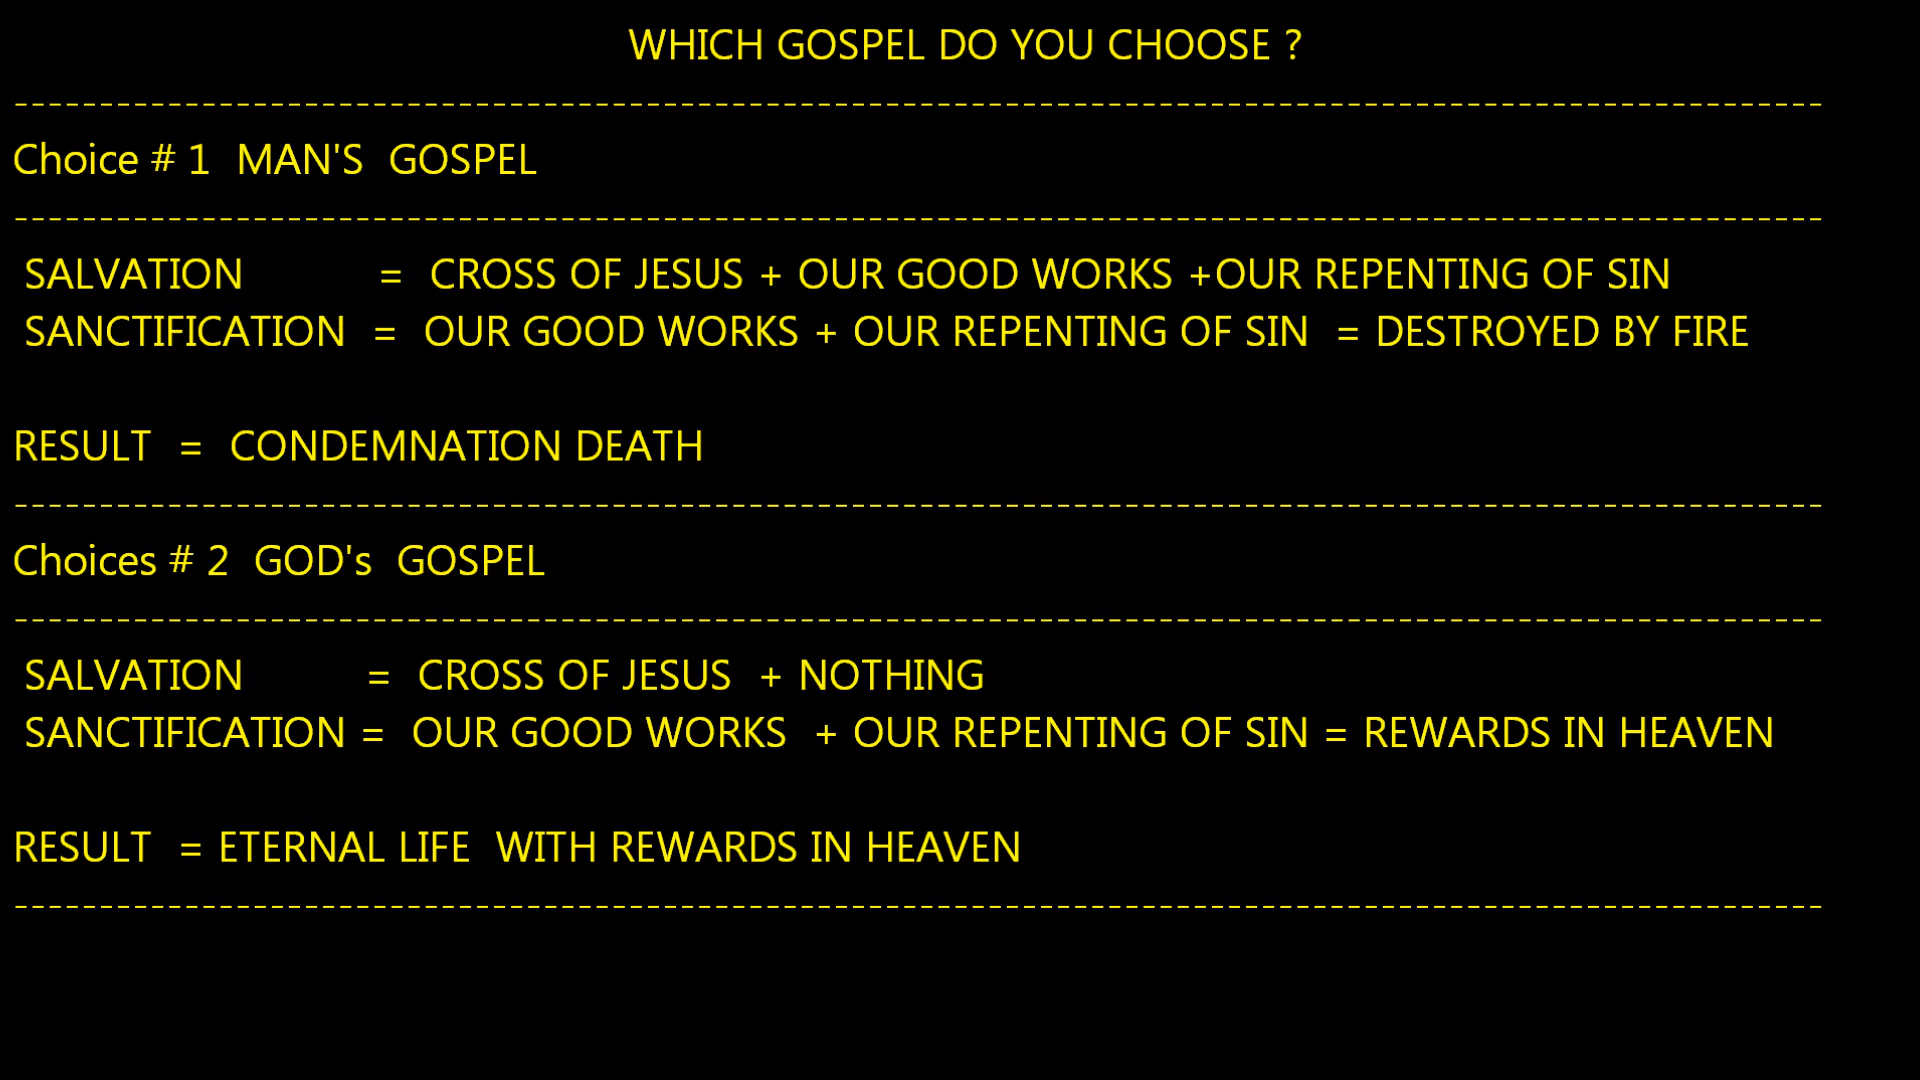 WHICH GOSPEL DO YOU CHOOSE ?
---------------------------------------------------------------------------------------------------------
Choice # 1  MAN'S  GOSPEL
---------------------------------------------------------------------------------------------------------
SALVATION            =  CROSS OF JESUS + OUR GOOD WORKS +OUR REPENTING OF SIN
SANCTIFICATION  =  OUR GOOD WORKS + OUR REPENTING OF SIN  = DESTROYED BY FIRE
RESULT  =  CONDEMNATION DEATH
---------------------------------------------------------------------------------------------------------
Choices # 2  GOD's  GOSPEL
---------------------------------------------------------------------------------------------------------
SALVATION           =  CROSS OF JESUS  + NOTHING
SANCTIFICATION =  OUR GOOD WORKS  + OUR REPENTING OF SIN = REWARDS IN HEAVEN
RESULT  = ETERNAL LIFE  WITH REWARDS IN HEAVEN
---------------------------------------------------------------------------------------------------------